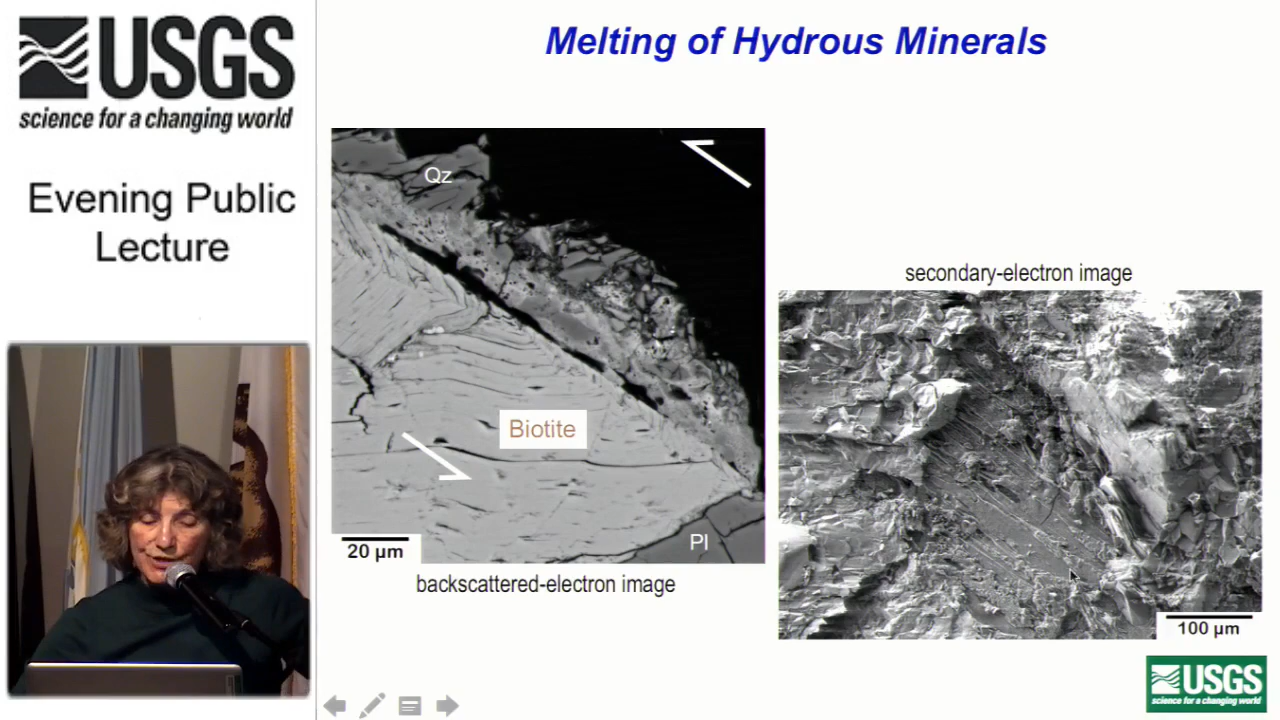 USGS
science for a changing world
Evening Public
Lecture
Melting of Hydrous Minerals
Qz
Biotite
Pl
20 µm
backscattered-electron image
secondary-electron image
100 µm
USGS
science for a changing world